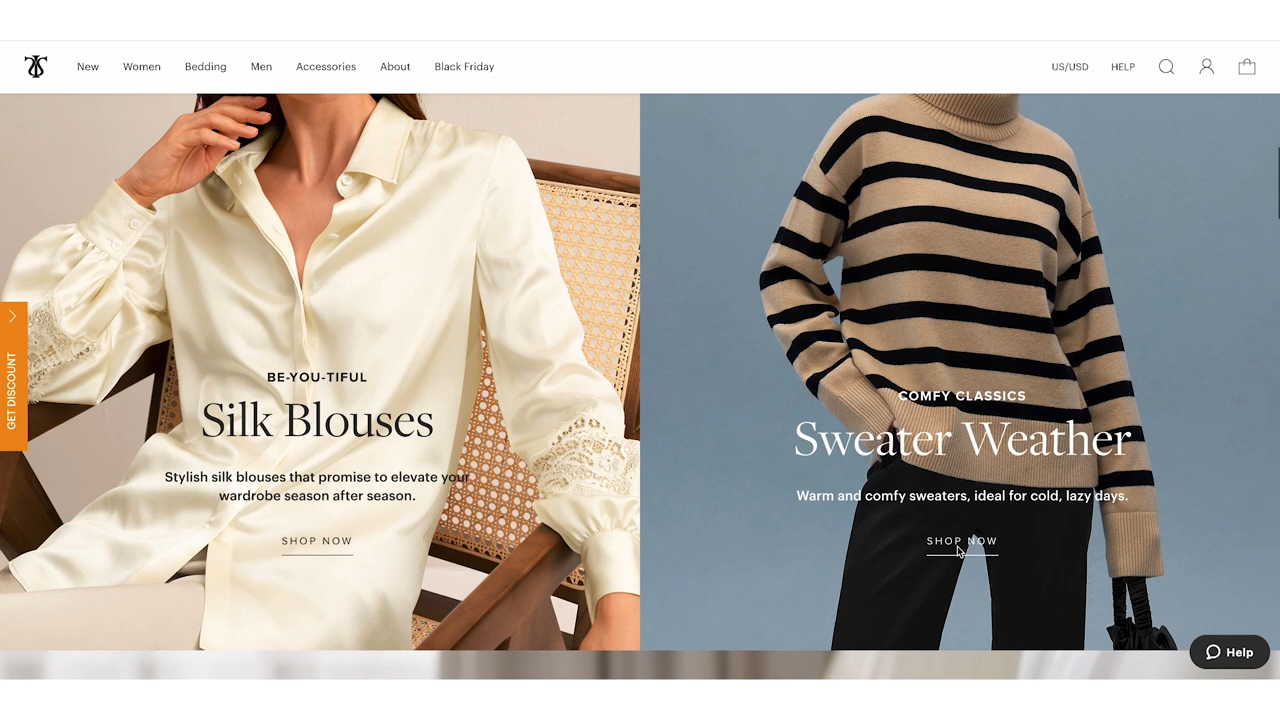 New
Women
Bedding
Men
Accessories
About
Black Friday
US/USD
HELP
GET DISCOUNT
BE-YOU-TIFUL
Silk Blouses
Stylish silk blouses that promise to elevate your
wardrobe season after season.
SHOP NOW
COMFY CLASSICS
Sweater Weather
Warm and comfy sweaters, ideal for cold, lazy days.
SHOP NOW
Help